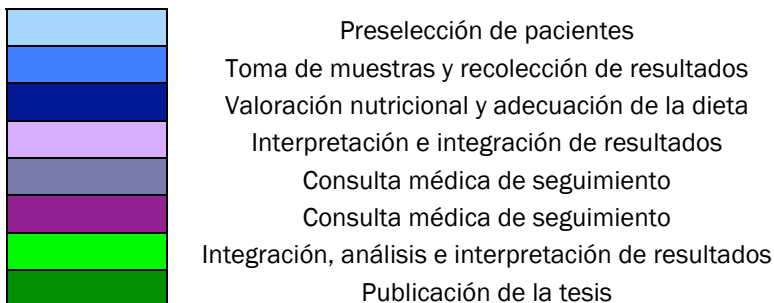 Preselección de pacientes
Toma de muestras y recolección de resultados
Valoración nutricional y adecuación de la dieta
Interpretación e integración de resultados
Consulta médica de seguimiento
Consulta médica de seguimiento
Integración, análisis e interpretación de resultados
Publicación de la tesis